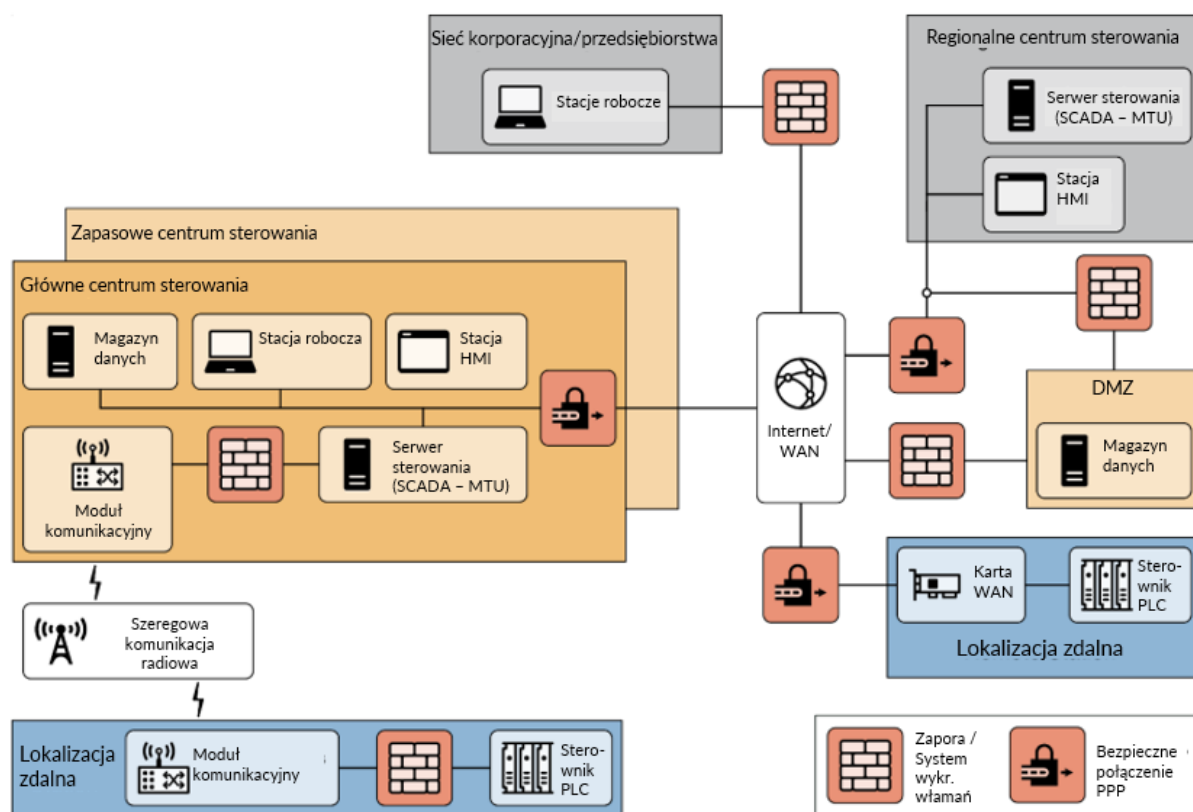 Sieć korporacyjna/przedsiębiorstwa
Stacje robocze
Regionalne centrum sterowania
Serwer sterowania
(SCADA – MTU)
Stacja
HMI
Zapasowe centrum sterowania
Główne centrum sterowania
Magazyn
danych
Stacja robocza
Stacja
HMI
Moduł
komunikacyjny
Serwer
sterowania
(SCADA – MTU)
Internet/
WAN
DMZ
Magazyn
danych
Karta
WAN
Stero-
wnik
PLC
Lokalizacja zdalna
Szeregowa
komunikacja
radiowa
Lokalizacja
zdalna
Moduł
komunikacyjny
Stero-
wnik
PLC
Zapora /
System
wykr.
włamań
Bezpieczne
połączenie
PPP